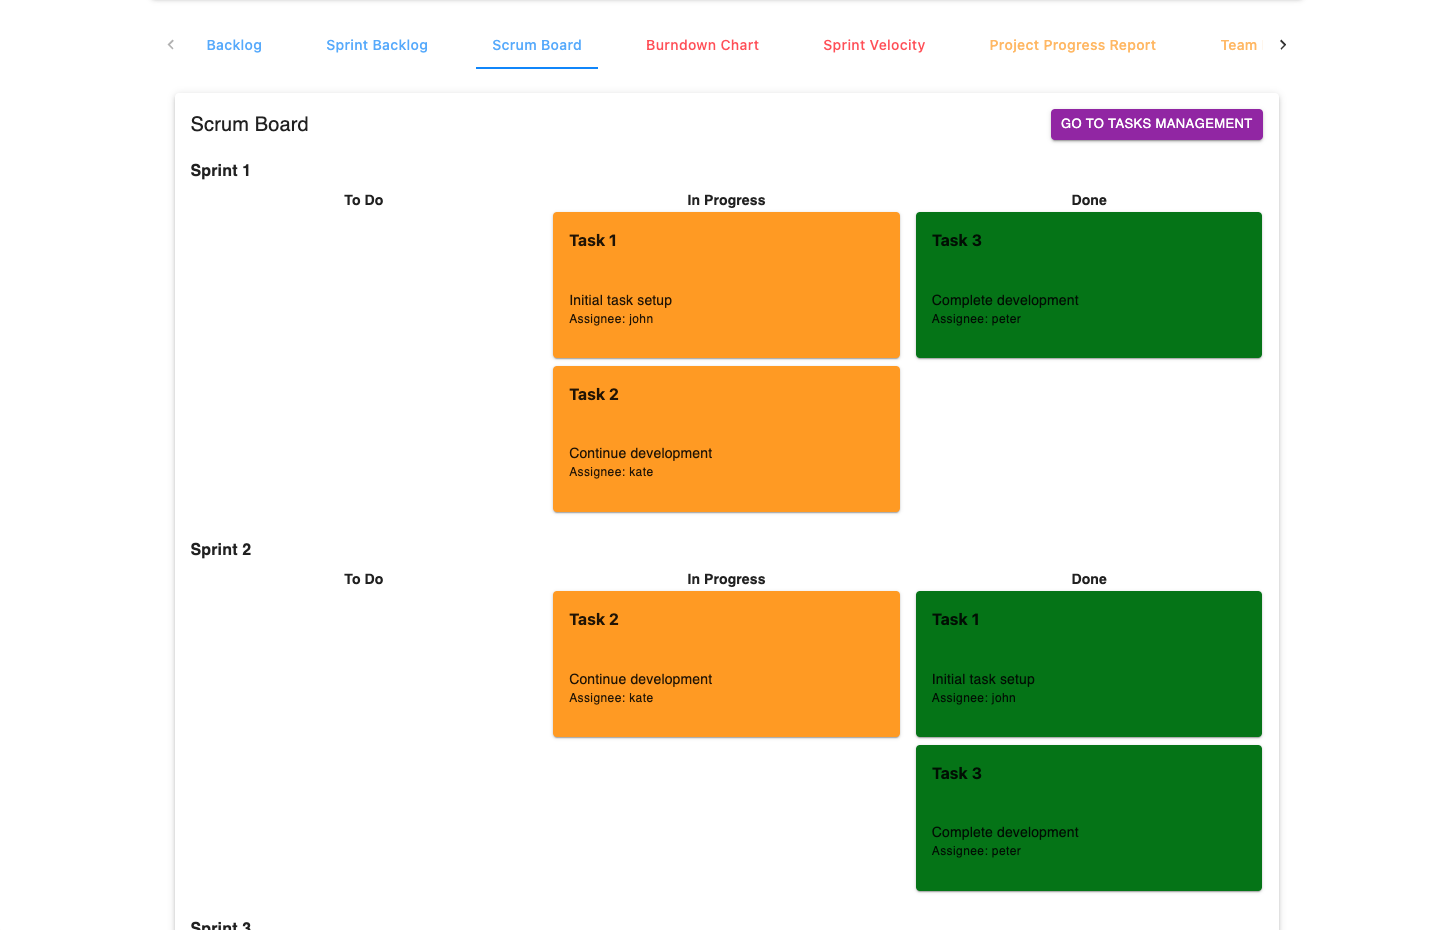 Backlog Sprint Backlog Scrum Board Burndown Chart Sprint Velocity Project Progress Report Team
Scrum Board
GO TO TASKS MANAGEMENT
Sprint 1
To Do In Progress Done
Task 1
Initial task setup
Assignee: john
Task 2
Continue development
Assignee: kate
Task 3
Complete development
Assignee: peter
Sprint 2
To Do In Progress Done
Task 2
Continue development
Assignee: kate
Task 1
Initial task setup
Assignee: john
Task 3
Complete development
Assignee: peter
Sprint 3